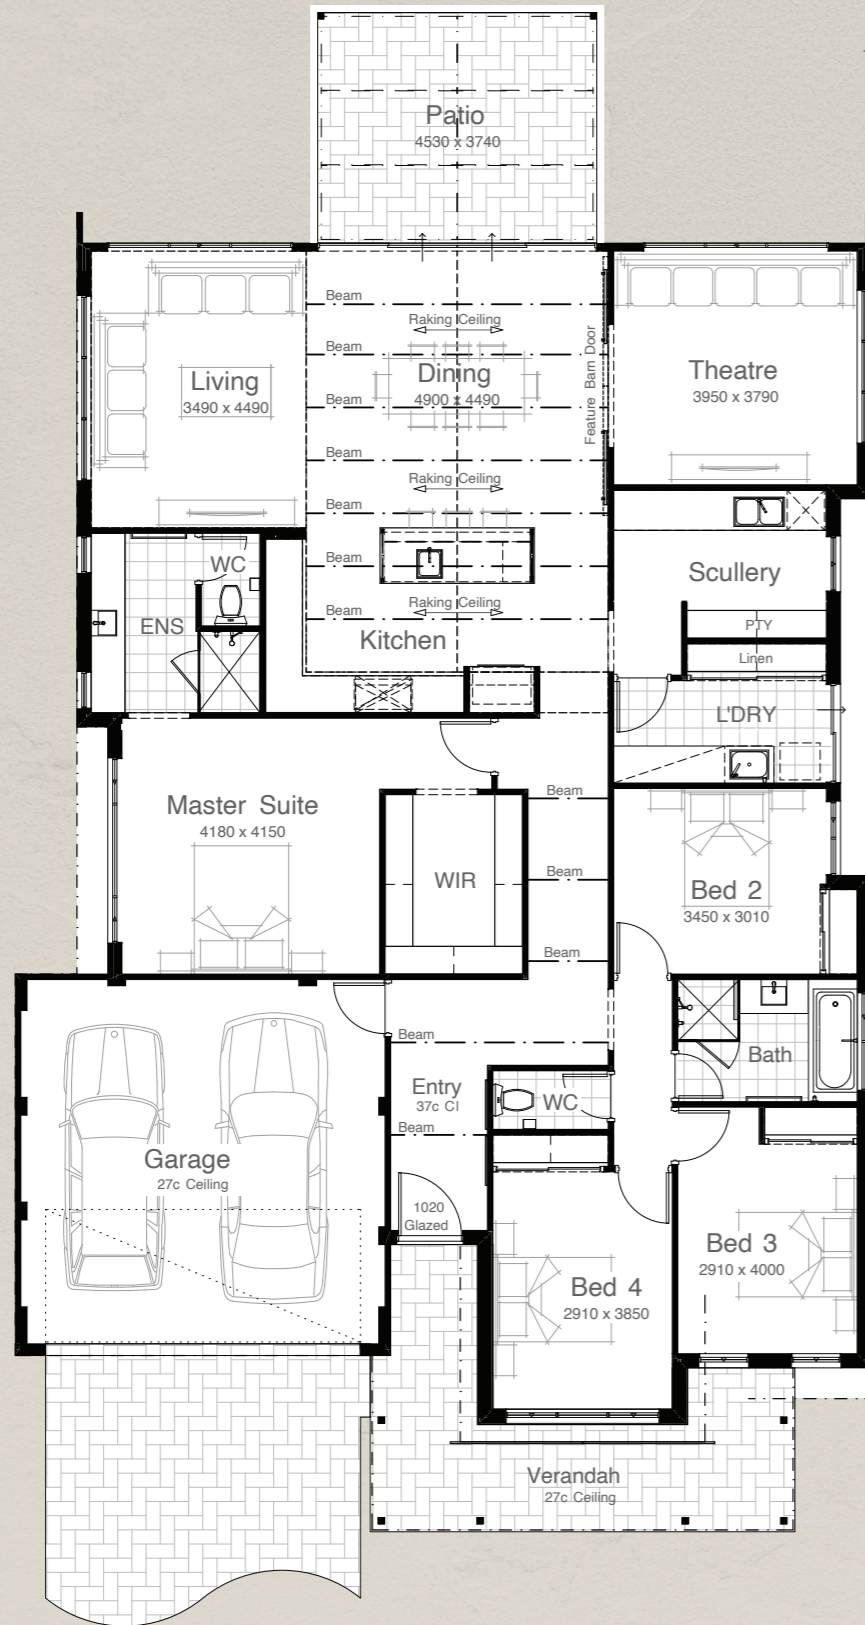 Patio
4530 x 3740
Beam
Raking Ceiling
Beam
Living
3490 x 4490
Dining
4900 x 4490
Beam
Feature Barn Door
Theatre
3950 x 3790
Beam
Raking Ceiling
Beam
WC
Beam
Scullery
ENS
Beam
Raking Ceiling
Kitchen
PTY
Linen
L'DRY
Master Suite
4180 x 4150
Beam
WIR
Beam
Bed 2
3450 x 3010
Beam
Beam
Bath
Entry
37c Cl
WC
Beam
Garage
27c Ceiling
1020
Glazed
Bed 3
2910 x 4000
Bed 4
2910 x 3850
Verandah
27c Ceiling